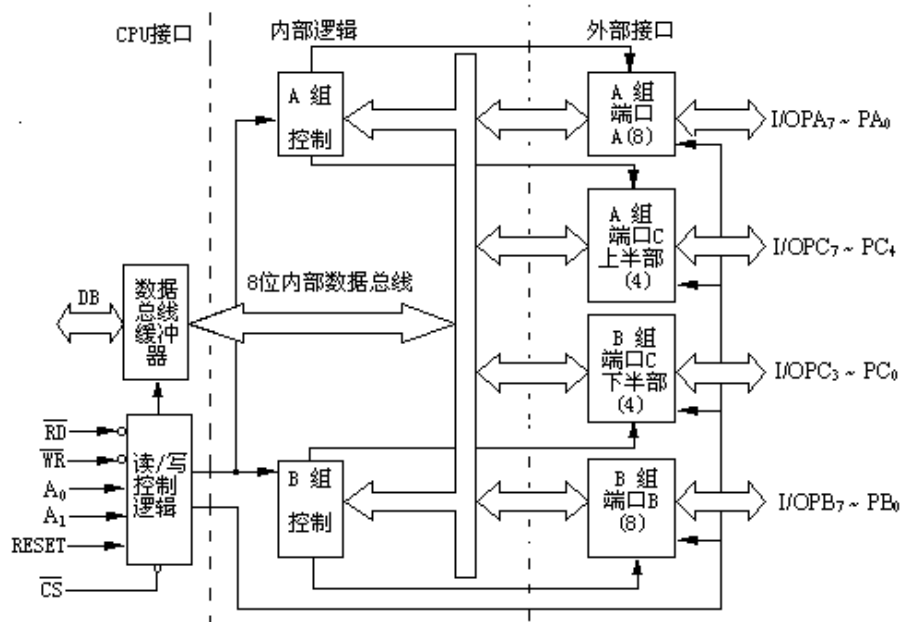 CPU接口
内部逻辑
外部接口
A 组
控制
A 组
端口
A(8)
I/OPA₇ ~ PA₀
A 组
端口C
上半部
(4)
I/OPC₇ ~ PC₄
DB
数据
总线
缓冲
器
8位内部数据总线
B 组
端口C
下半部
(4)
I/OPC₃ ~ PC₀
R̅D̅
W̅R̅
A₀
A₁
RESET
C̅S̅
读/写
控制
逻辑
B 组
控制
B 组
端口B
(8)
I/OPB₇ ~ PB₀